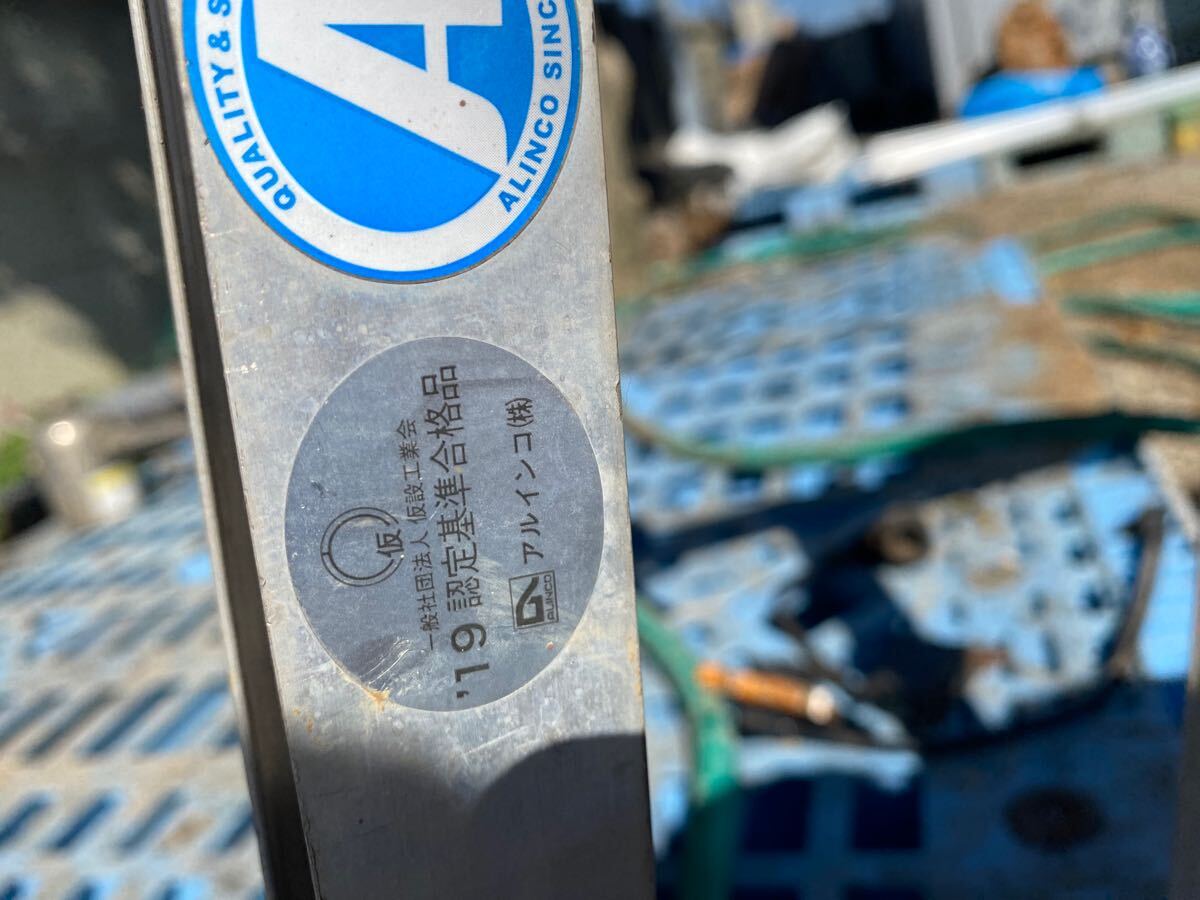 QUALITY & S
ALINCO SINC
A
仮
一般社団法人 仮設工業会
'19 認定基準合格品
ALINCO
アルインコ(株)